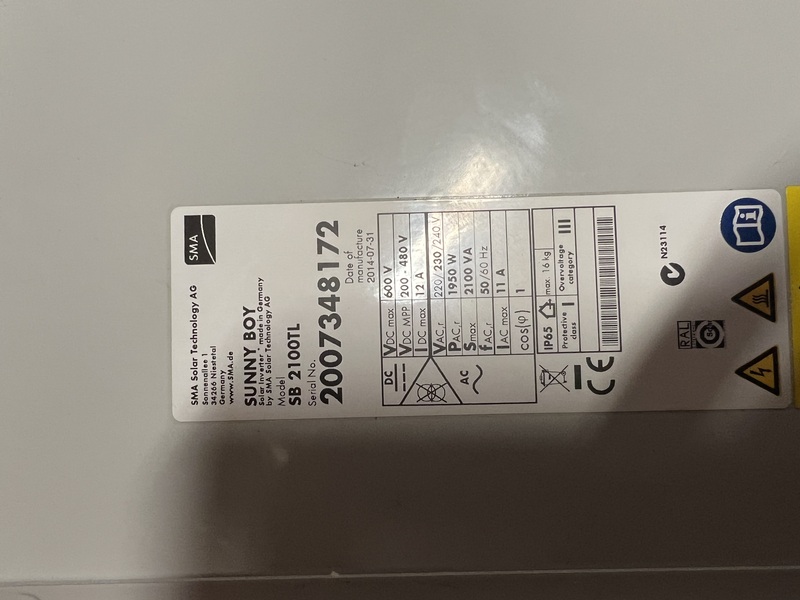 SMA
SMA Solar Technology AG
Sonnenallee 1
34266 Niestetal
Germany
www.SMA.de
SUNNY BOY
Solar Inverter - made in Germany
by SMA Solar Technology AG
Model
SB 2100TL
Serial No.
2007348172
Date of
manufacture
2014-07-31
DC
VDC max 600 V
VDC MPP 200 - 480 V
IDC max 12 A
AC
VAC,r 220/230/240 V
PAC,r 1950 W
Smax 2100 VA
fAC,r 50/60 Hz
IAC max 11 A
cos(φ) 1
IP65 max. 16 kg
Protective class I Overvoltage category III
CE
N23114
RAL